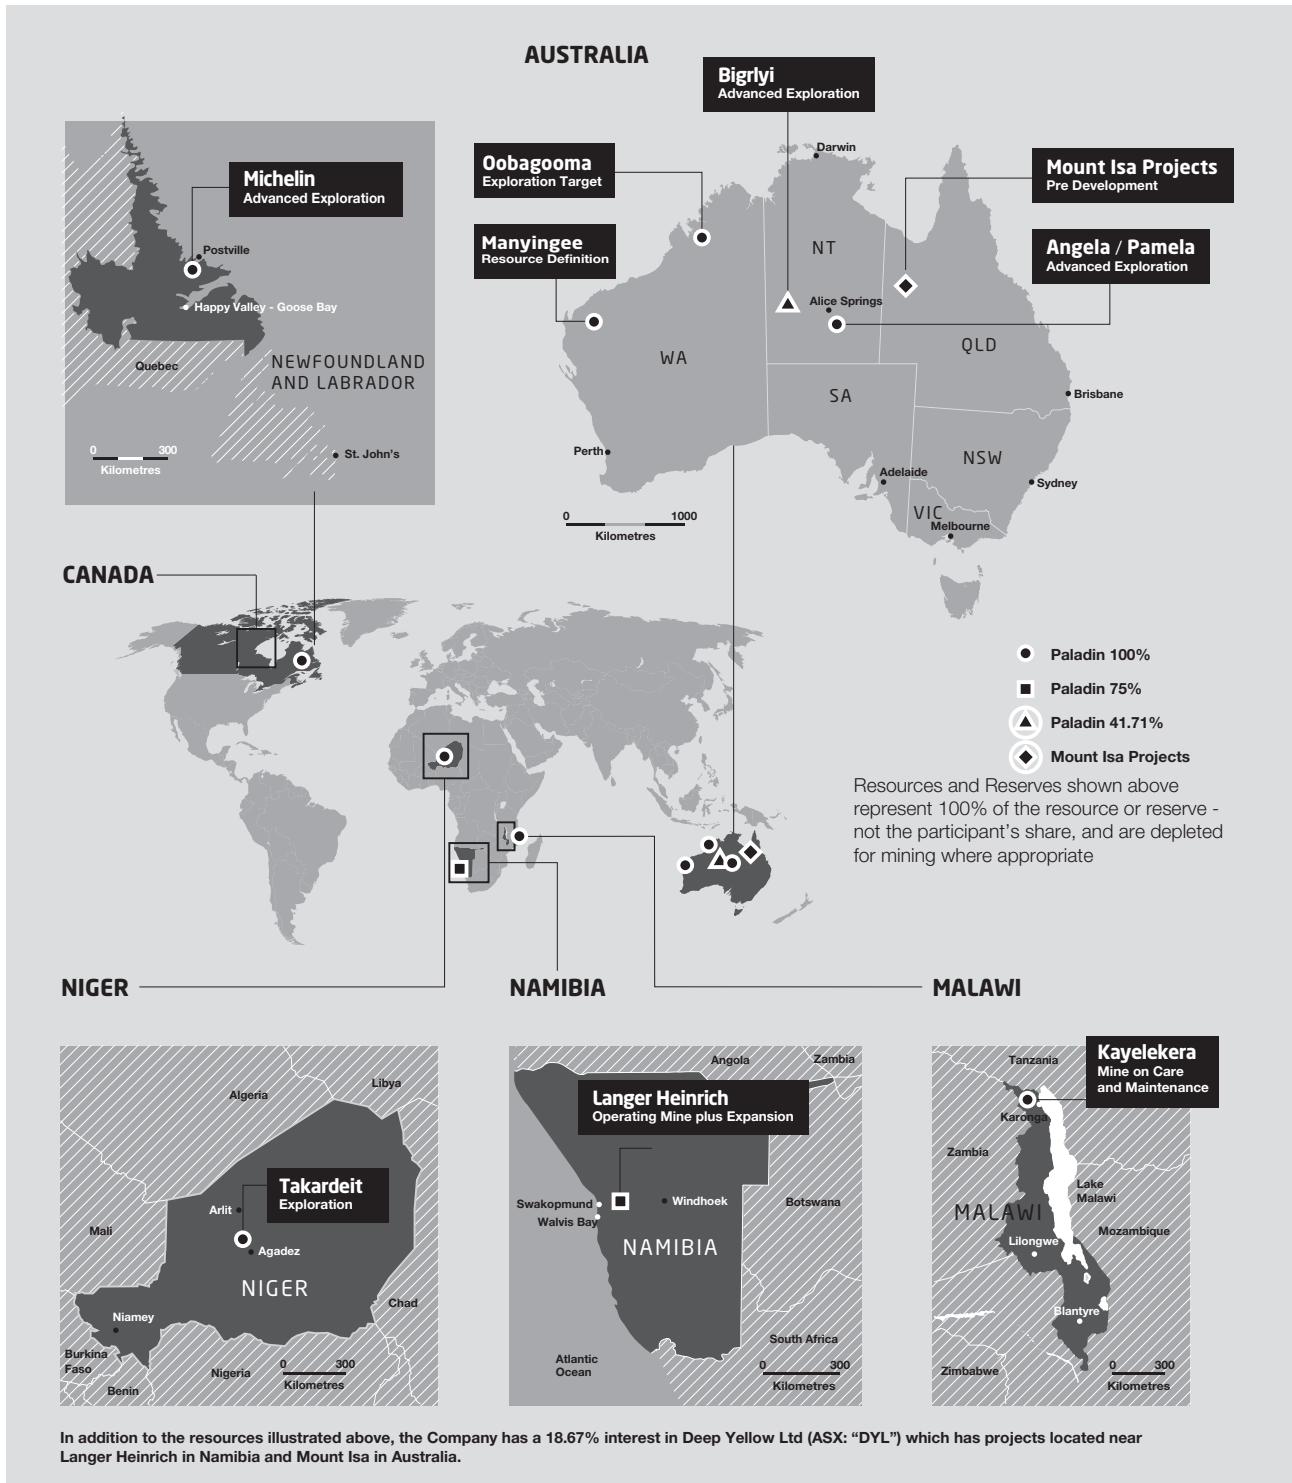 AUSTRALIA
Bigrlyi
Advanced Exploration
Oobagooma
Exploration Target
Manyingee
Resource Definition
Mount Isa Projects
Pre Development
Angela / Pamela
Advanced Exploration
Darwin
NT
Alice Springs
WA
QLD
SA
Brisbane
Perth
NSW
Adelaide
Sydney
VIC
Melbourne
0 1000
Kilometres
Michelin
Advanced Exploration
Postville
Happy Valley - Goose Bay
Quebec
NEWFOUNDLAND
AND LABRADOR
0 300
Kilometres
St. John's
CANADA
Paladin 100%
Paladin 75%
Paladin 41.71%
Mount Isa Projects
Resources and Reserves shown above
represent 100% of the resource or reserve -
not the participant's share, and are depleted
for mining where appropriate
NIGER
NAMIBIA
MALAWI
Algeria
Libya
Takardeit
Exploration
Arlit
Mali
Agadez
NIGER
Chad
Niamey
Burkina
Faso
Benin
Nigeria
0 300
Kilometres
Angola
Zambia
Langer Heinrich
Operating Mine plus Expansion
Swakopmund
Walvis Bay
Windhoek
Botswana
NAMIBIA
South Africa
Atlantic
Ocean
0 300
Kilometres
Tanzania
Kayelekera
Mine on Care
and Maintenance
Karonga
Zambia
Lake
Malawi
MALAWI
Mozambique
Lilongwe
Blantyre
Zimbabwe
0 300
Kilometres
In addition to the resources illustrated above, the Company has a 18.67% interest in Deep Yellow Ltd (ASX: "DYL") which has projects located near
Langer Heinrich in Namibia and Mount Isa in Australia.